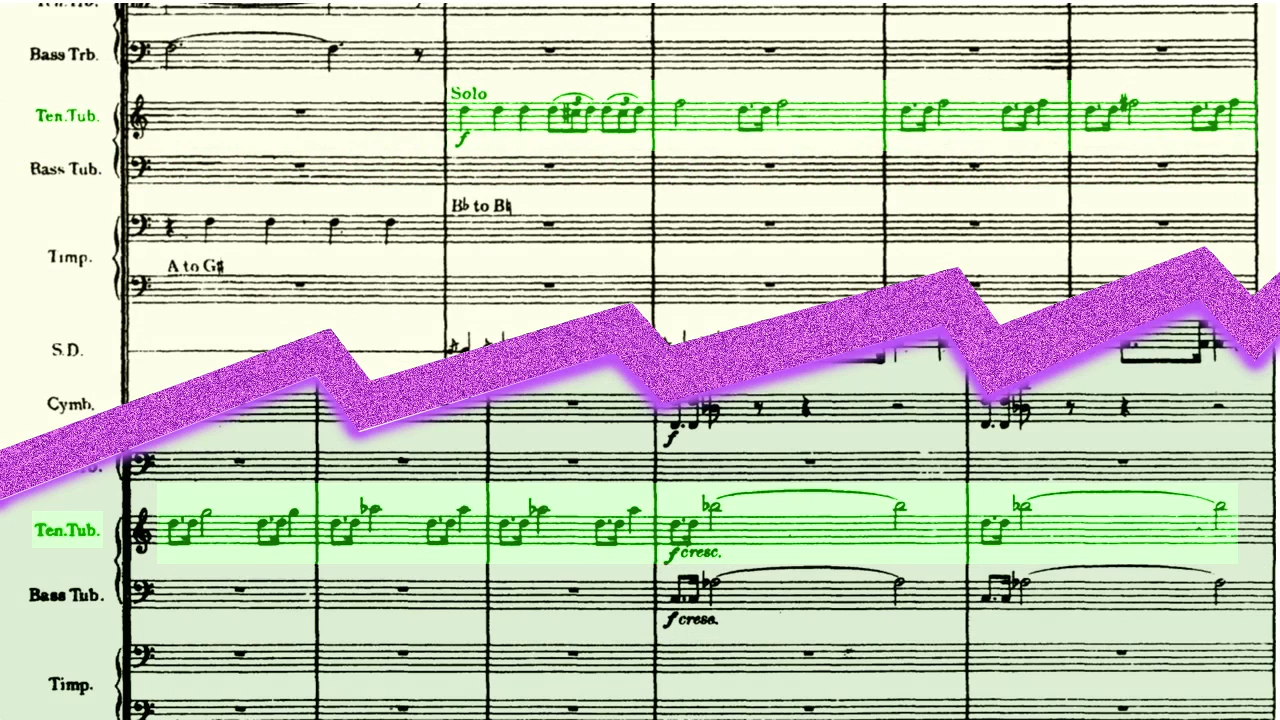 Bass Trb.
Solo
Ten.Tub.
f
Bass Tub.
B♭ to B♮
Timp.
A to G♯
S.D.
Cymb.
f
Ten.Tub.
f cresc.
Bass Tub.
f cresc.
Timp.